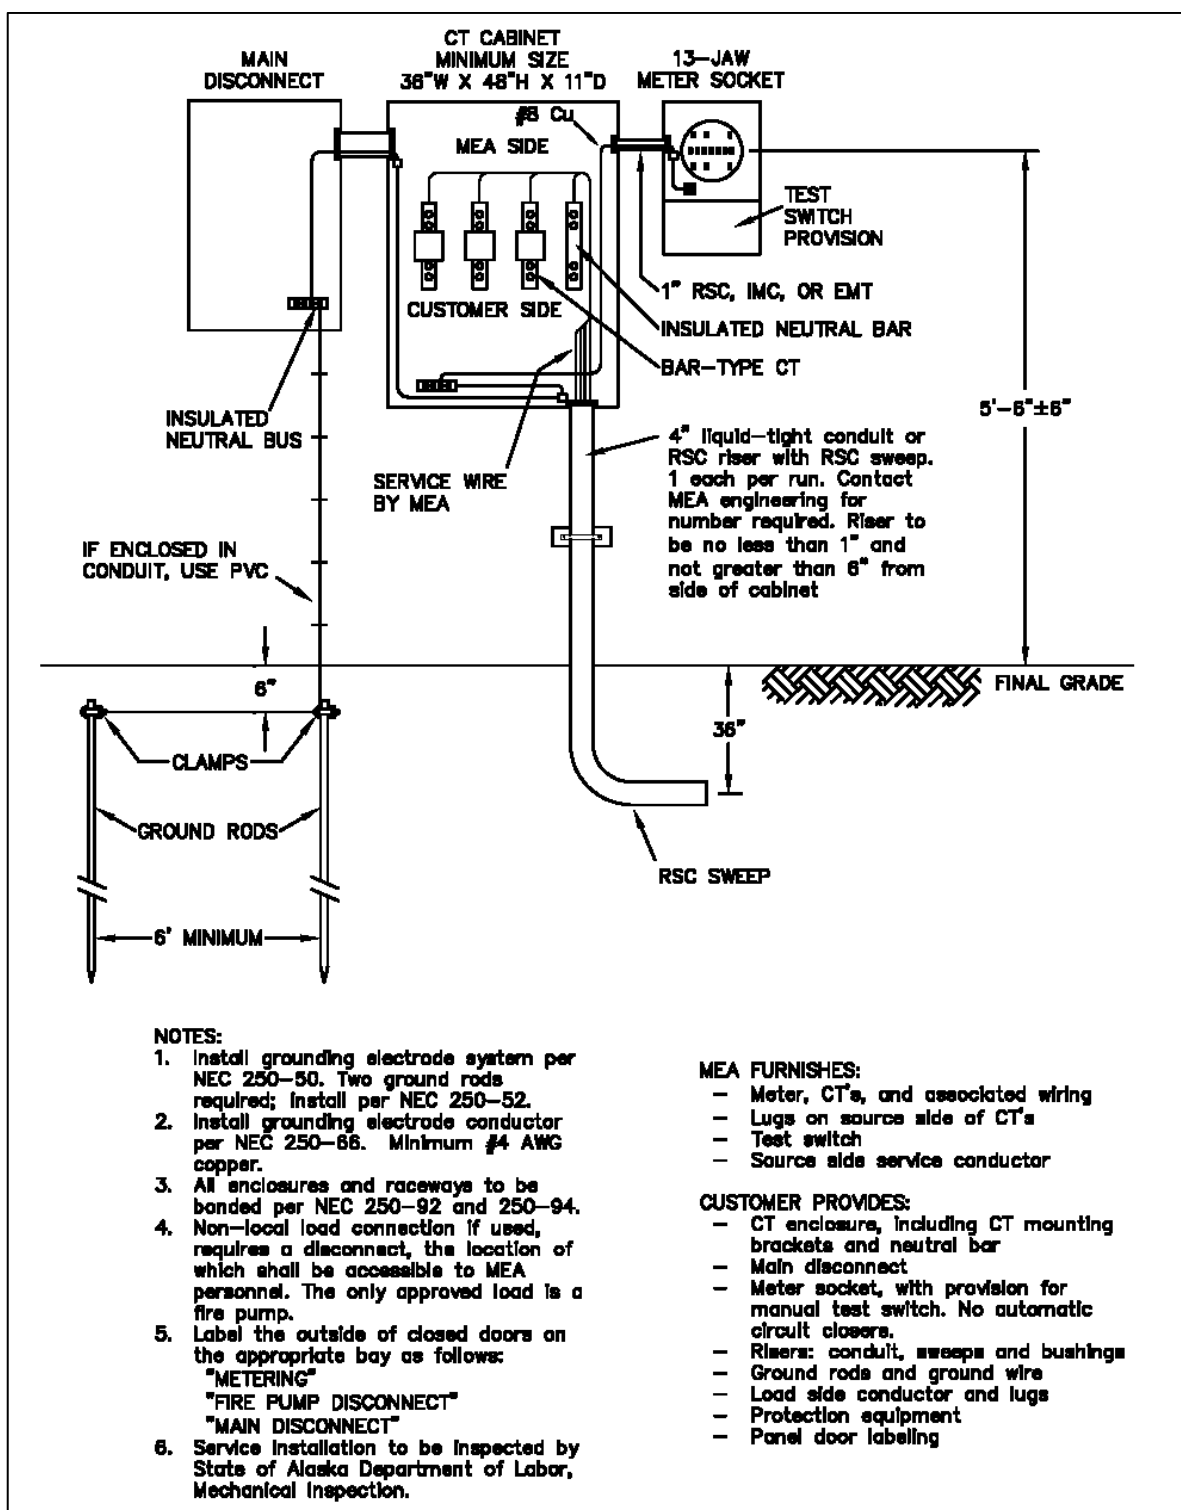 MAIN
DISCONNECT
CT CABINET
MINIMUM SIZE
36"W X 48"H X 11"D
13-JAW
METER SOCKET
#8 Cu
MEA SIDE
TEST
SWITCH
PROVISION
CUSTOMER SIDE
1" RSC, IMC, OR EMT
INSULATED NEUTRAL BAR
BAR-TYPE CT
5'-6"±6"
INSULATED
NEUTRAL BUS
SERVICE WIRE
BY MEA
4" liquid-tight conduit or
RSC riser with RSC sweep.
1 each per run. Contact
MEA engineering for
number required. Riser to
be no less than 1" and
not greater than 6" from
side of cabinet
IF ENCLOSED IN
CONDUIT, USE PVC
6"
FINAL GRADE
36"
CLAMPS
GROUND RODS
RSC SWEEP
6' MINIMUM
NOTES:
1. Install grounding electrode system per
NEC 250-50. Two ground rods
required; install per NEC 250-52.
2. Install grounding electrode conductor
per NEC 250-66. Minimum #4 AWG
copper.
3. All enclosures and raceways to be
bonded per NEC 250-92 and 250-94.
4. Non-local load connection if used,
requires a disconnect, the location of
which shall be accessible to MEA
personnel. The only approved load is a
fire pump.
5. Label the outside of closed doors on
the appropriate bay as follows:
"METERING"
"FIRE PUMP DISCONNECT"
"MAIN DISCONNECT"
6. Service installation to be inspected by
State of Alaska Department of Labor,
Mechanical Inspection.
MEA FURNISHES:
- Meter, CT's, and associated wiring
- Lugs on source side of CT's
- Test switch
- Source side service conductor
CUSTOMER PROVIDES:
- CT enclosure, including CT mounting
brackets and neutral bar
- Main disconnect
- Meter socket, with provision for
manual test switch. No automatic
circuit closers.
- Risers: conduit, sweeps and bushings
- Ground rods and ground wire
- Load side conductor and lugs
- Protection equipment
- Panel door labeling